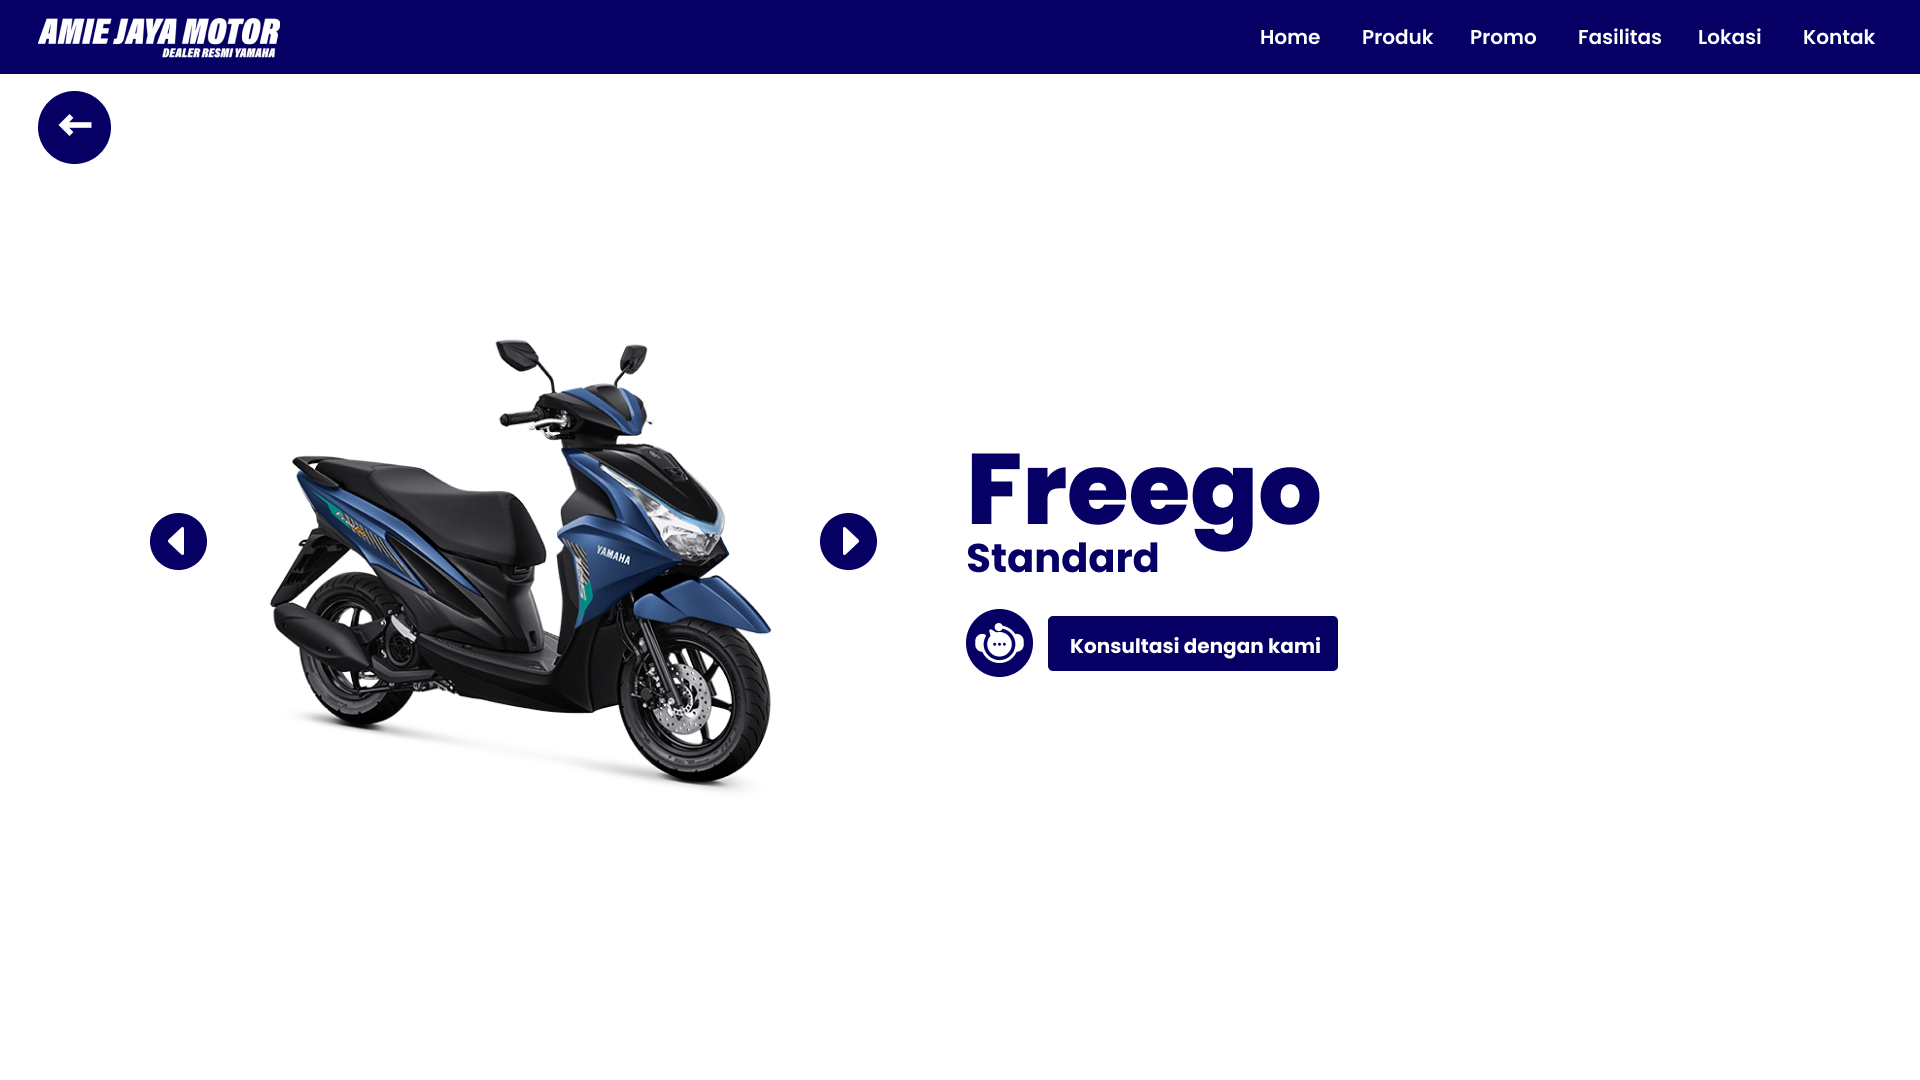 AMIE JAYA MOTOR
DEALER RESMI YAMAHA
Home Produk Promo Fasilitas Lokasi Kontak
YAMAHA
Freego
Standard
Konsultasi dengan kami